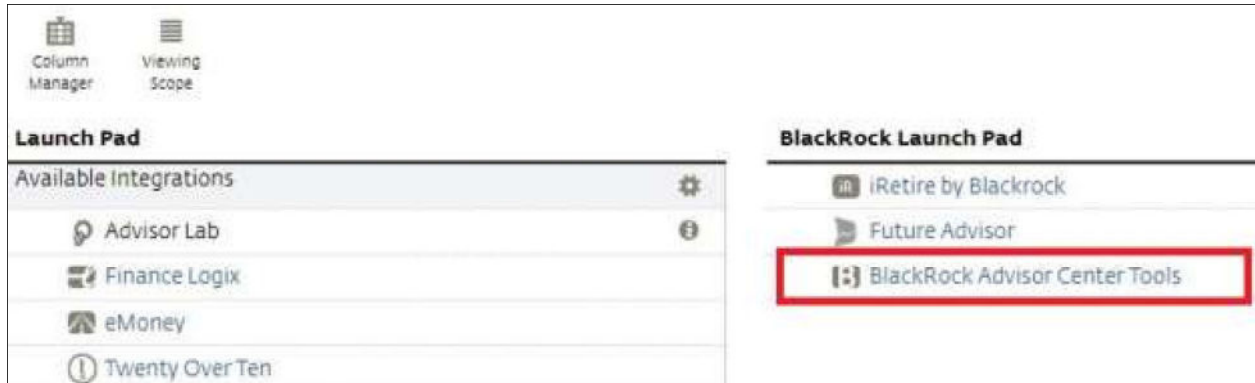 Column
Manager
Viewing
Scope
Launch Pad
Available Integrations
Advisor Lab
Finance Logix
eMoney
Twenty Over Ten
BlackRock Launch Pad
iRetire by Blackrock
Future Advisor
BlackRock Advisor Center Tools